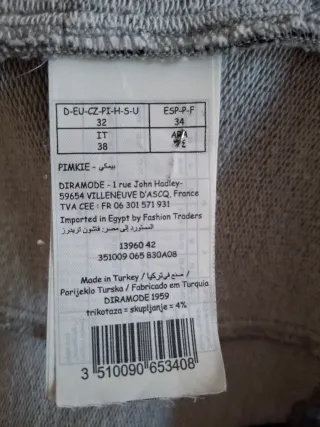 D-EU-CZ-PI-H-S-U ESP-P-F
32 34
IT ARA
38 ٣٤
PIMKIE - بيمكي
DIRAMODE - 1 rue John Hadley-
59654 VILLENEUVE D'ASCQ, France
TVA CEE : FR 06 301 571 931
Imported in Egypt by Fashion Traders
المستورد إلى مصر: فاشون تريدرز
13960 42
351009 065 830A08
Made in Turkey / صنع في تركيا /
Porijeklo Turska / Fabricado em Turquia
DIRAMODE 1959
trikotaza = skupljanje = 4%
3 510090 653408